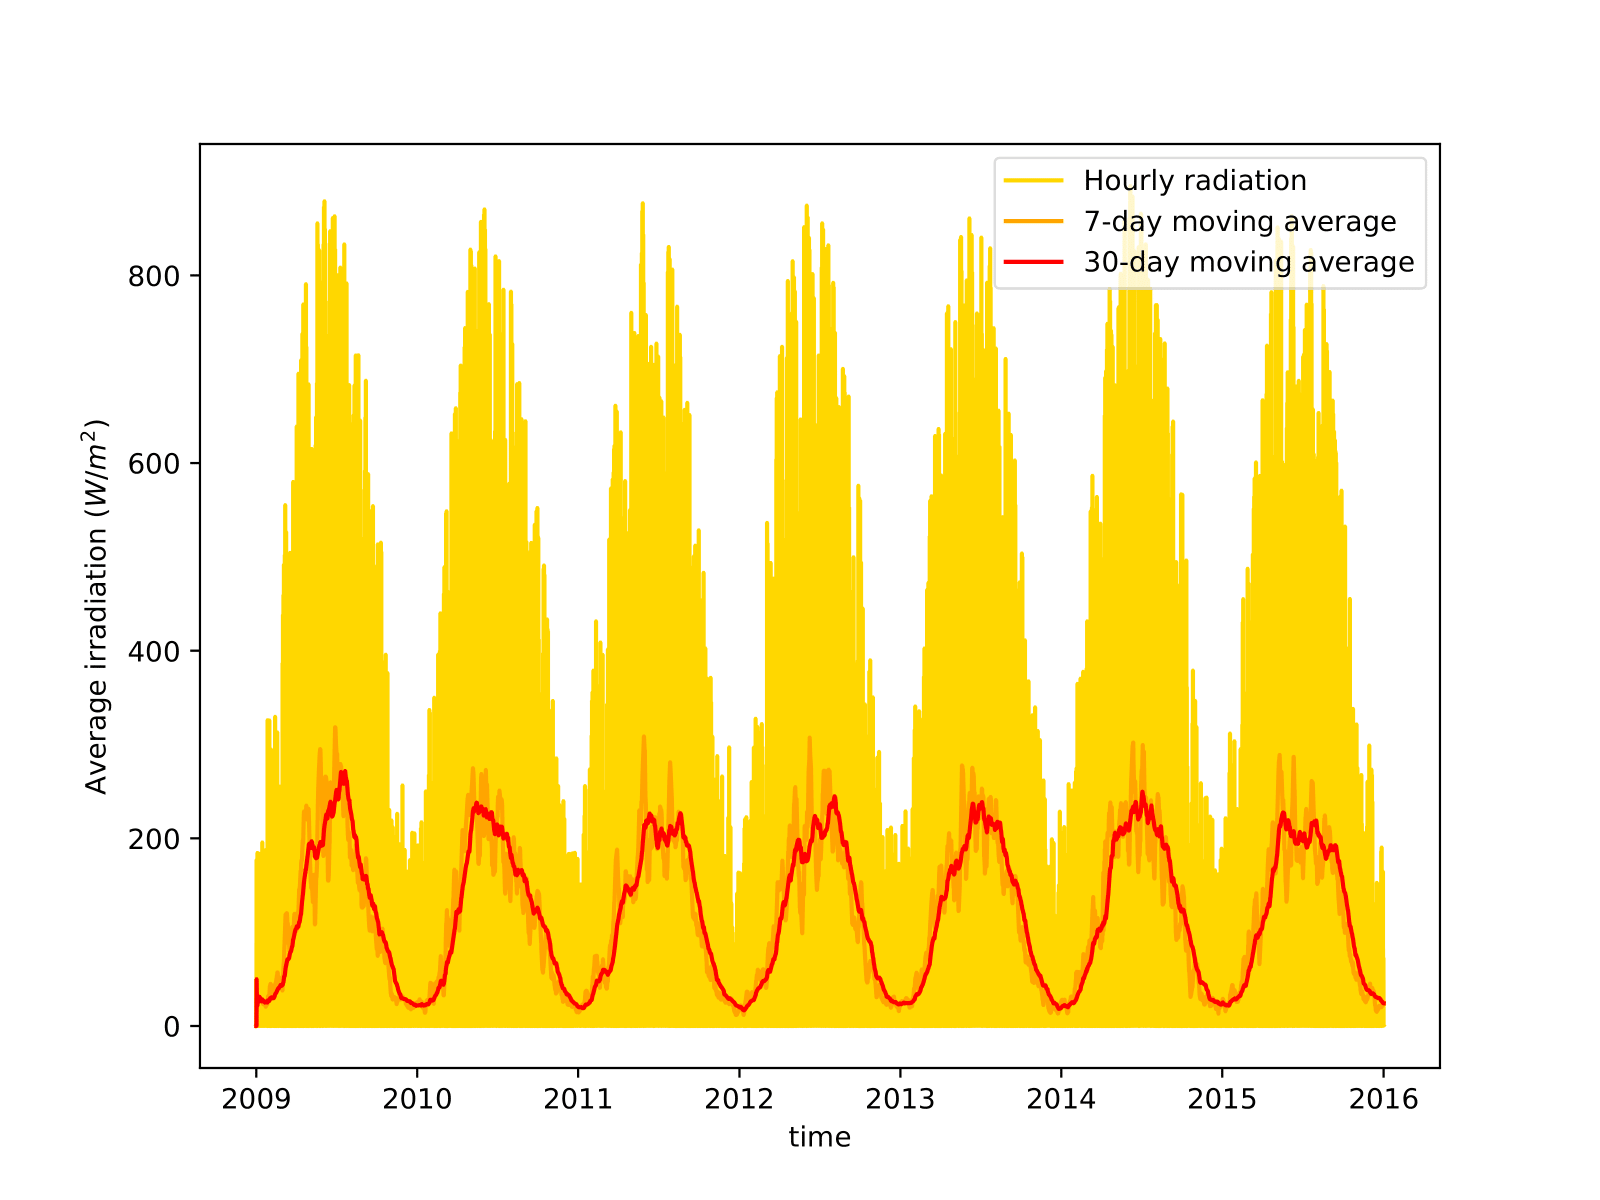 Hourly radiation
7-day moving average
30-day moving average
Average irradiation (W/m²)
800
600
400
200
0
2009 2010 2011 2012 2013 2014 2015 2016
time